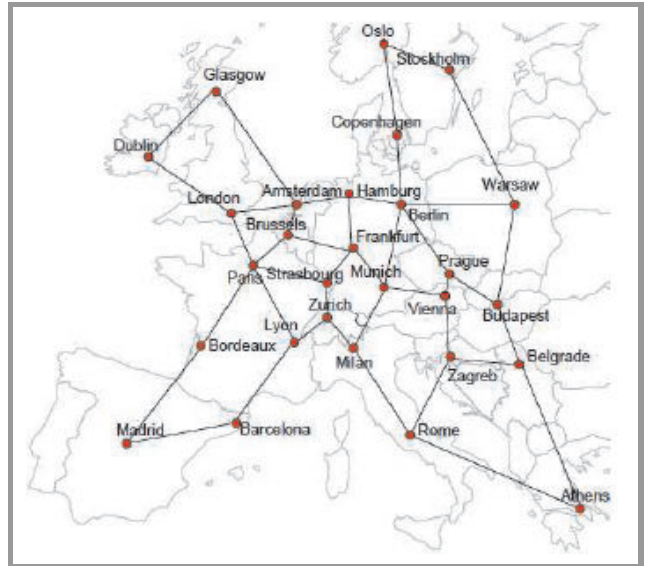 Oslo
Stockholm
Glasgow
Copenhagen
Dublin
Amsterdam
Hamburg
Warsaw
London
Berlin
Brussels
Frankfurt
Prague
Paris
Strasbourg
Munich
Zurich
Vienna
Budapest
Lyon
Bordeaux
Milan
Belgrade
Zagreb
Madrid
Barcelona
Rome
Athens